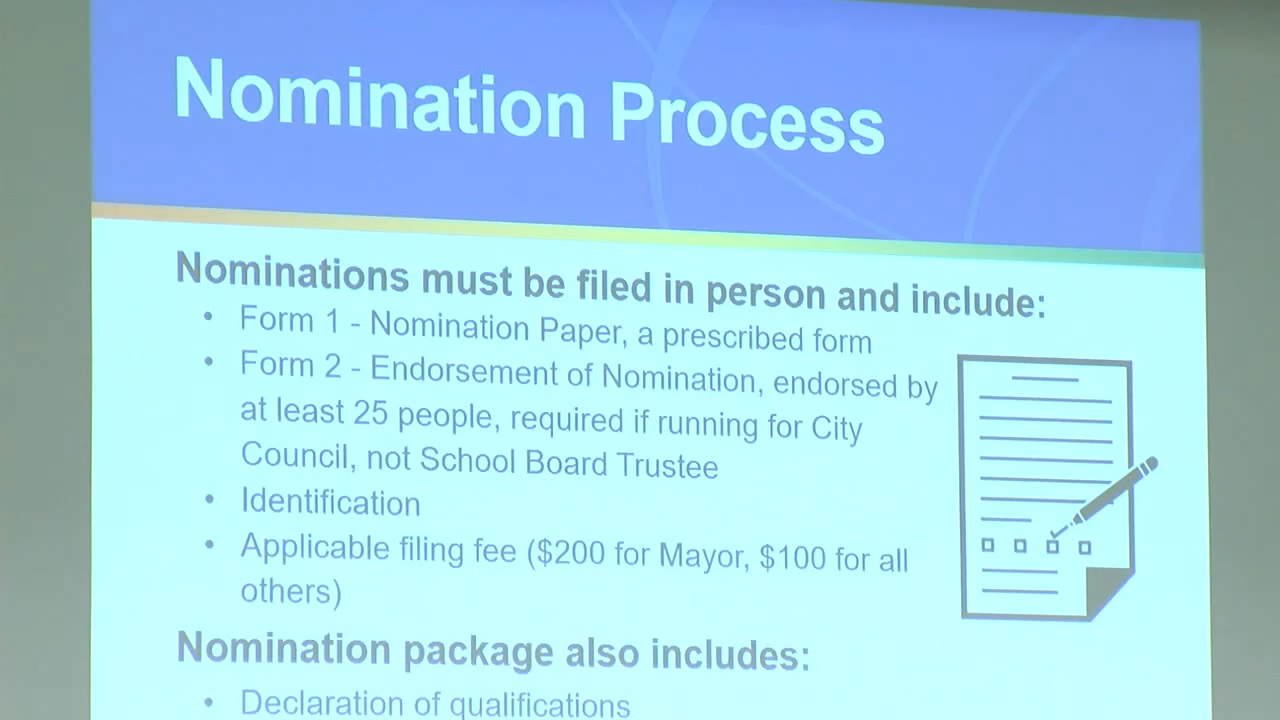 Nomination Process
Nominations must be filed in person and include:
• Form 1 - Nomination Paper, a prescribed form
• Form 2 - Endorsement of Nomination, endorsed by
at least 25 people, required if running for City
Council, not School Board Trustee
• Identification
• Applicable filing fee ($200 for Mayor, $100 for all
others)
Nomination package also includes:
• Declaration of qualifications